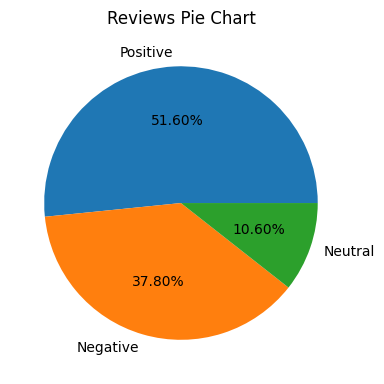 Reviews Pie Chart
Positive
51.60%
10.60%
Neutral
37.80%
Negative